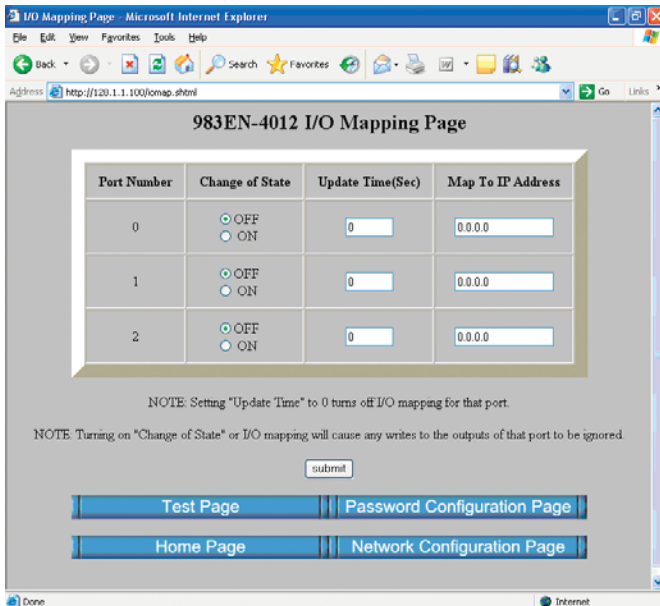 I/O Mapping Page - Microsoft Internet Explorer
File Edit View Favorites Tools Help
Back Search Favorites
Address http://128.1.1.100/iomap.shtml Go Links
983EN-4012 I/O Mapping Page
Port Number Change of State Update Time(Sec) Map To IP Address
0 OFF ON 0 0.0.0.0
1 OFF ON 0 0.0.0.0
2 OFF ON 0 0.0.0.0
NOTE: Setting "Update Time" to 0 turns off I/O mapping for that port.
NOTE: Turning on "Change of State" or I/O mapping will cause any writes to the outputs of that port to be ignored
submit
Test Page Password Configuration Page
Home Page Network Configuration Page
Done Internet